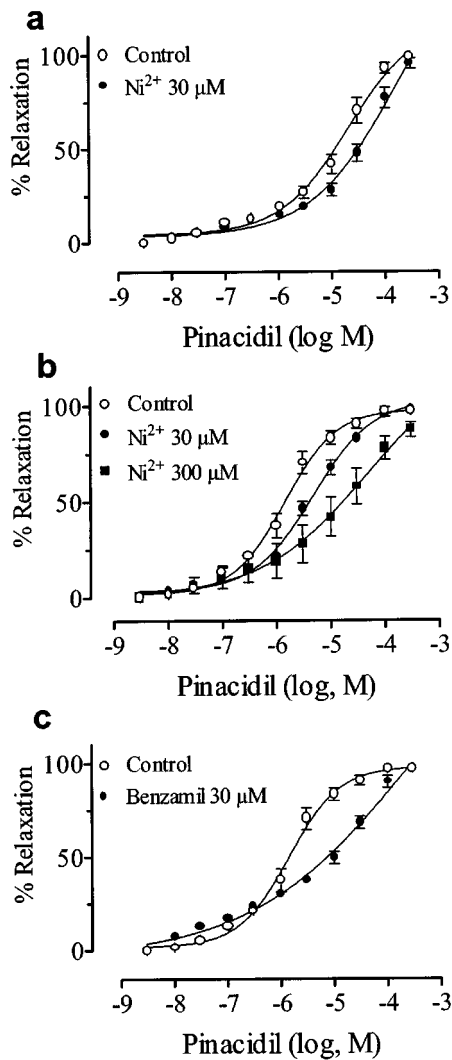 a
100
50
0
% Relaxation
○ Control
● Ni²⁺ 30 µM
-9 -8 -7 -6 -5 -4 -3
Pinacidil (log M)
b
100
50
0
% Relaxation
○ Control
● Ni²⁺ 30 µM
■ Ni²⁺ 300 µM
-9 -8 -7 -6 -5 -4 -3
Pinacidil (log, M)
c
100
50
0
% Relaxation
○ Control
● Benzamil 30 µM
-9 -8 -7 -6 -5 -4 -3
Pinacidil (log, M)